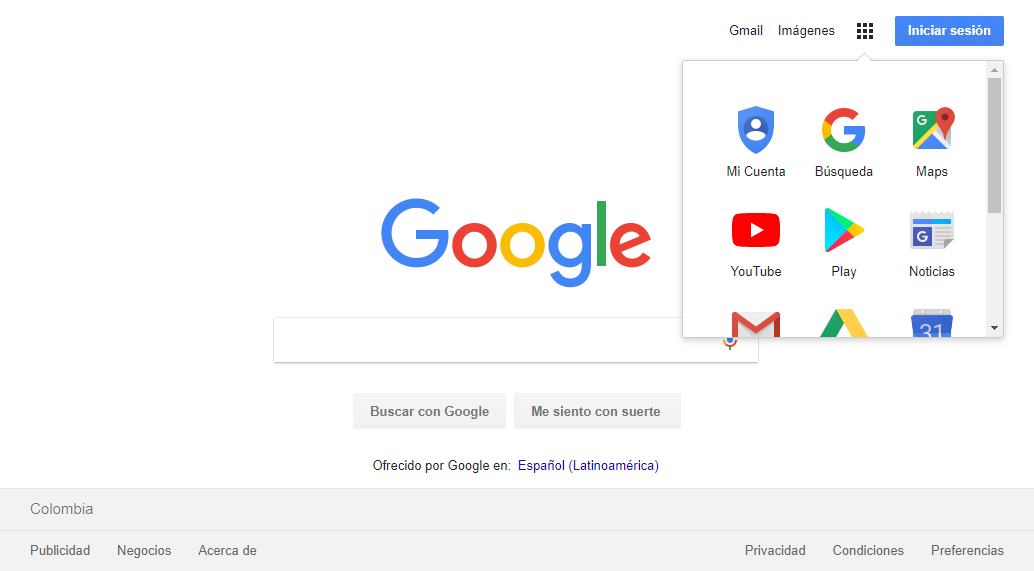 Gmail Imágenes Iniciar sesión
Mi Cuenta Búsqueda Maps
YouTube Play Noticias
31
Google
Buscar con Google Me siento con suerte
Ofrecido por Google en: Español (Latinoamérica)
Colombia
Publicidad Negocios Acerca de Privacidad Condiciones Preferencias